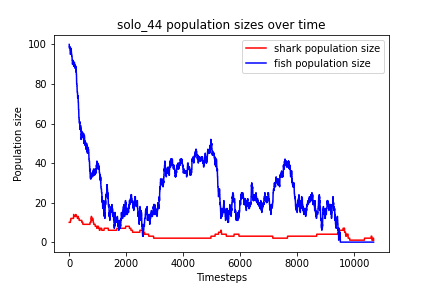 solo_44 population sizes over time
shark population size
fish population size
Population size
100
80
60
40
20
0
0
2000
4000
6000
8000
10000
Timesteps